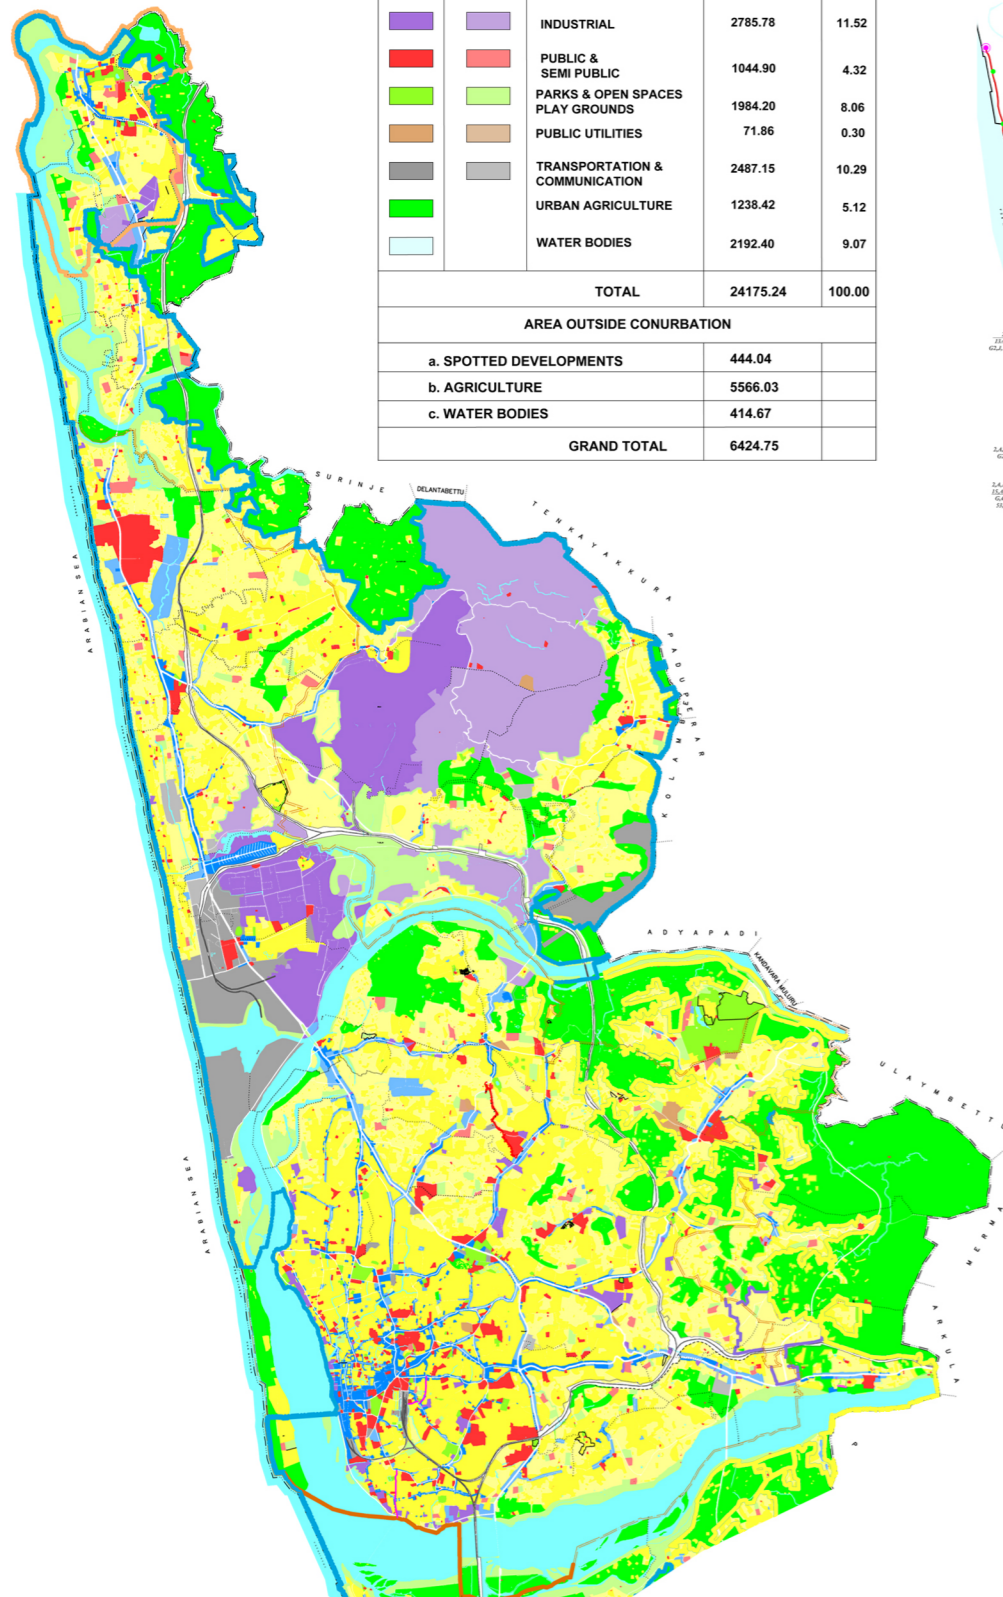 INDUSTRIAL 2785.78 11.52
PUBLIC &
SEMI PUBLIC 1044.90 4.32
PARKS & OPEN SPACES
PLAY GROUNDS 1984.20 8.06
PUBLIC UTILITIES 71.86 0.30
TRANSPORTATION &
COMMUNICATION 2487.15 10.29
URBAN AGRICULTURE 1238.42 5.12
WATER BODIES 2192.40 9.07
TOTAL 24175.24 100.00
AREA OUTSIDE CONURBATION
a. SPOTTED DEVELOPMENTS 444.04
b. AGRICULTURE 5566.03
c. WATER BODIES 414.67
GRAND TOTAL 6424.75
SURINJE
DELANTABETTU
TENKAYAKKURA
ARABIAN SEA
PADUPERAR
KOLAMBE
ADYAPADI
KANDAVARA MULURU
ULAYMBETTU
ARABIAN SEA
MERMA
ARKULA
P